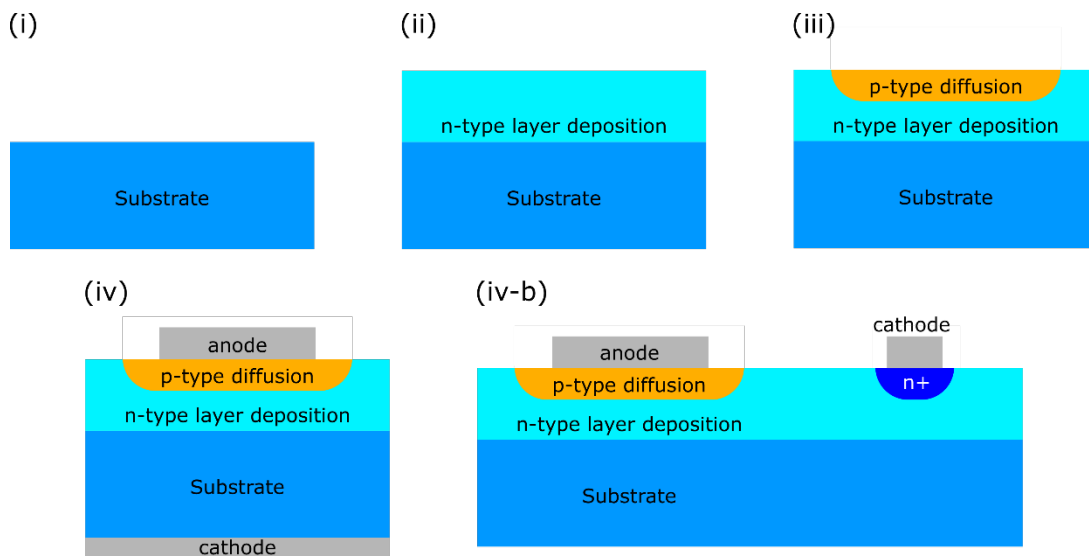 (i)
Substrate
(ii)
n-type layer deposition
Substrate
(iii)
p-type diffusion
n-type layer deposition
Substrate
(iv)
anode
p-type diffusion
n-type layer deposition
Substrate
cathode
(iv-b)
anode
p-type diffusion
n-type layer deposition
Substrate
cathode
n+